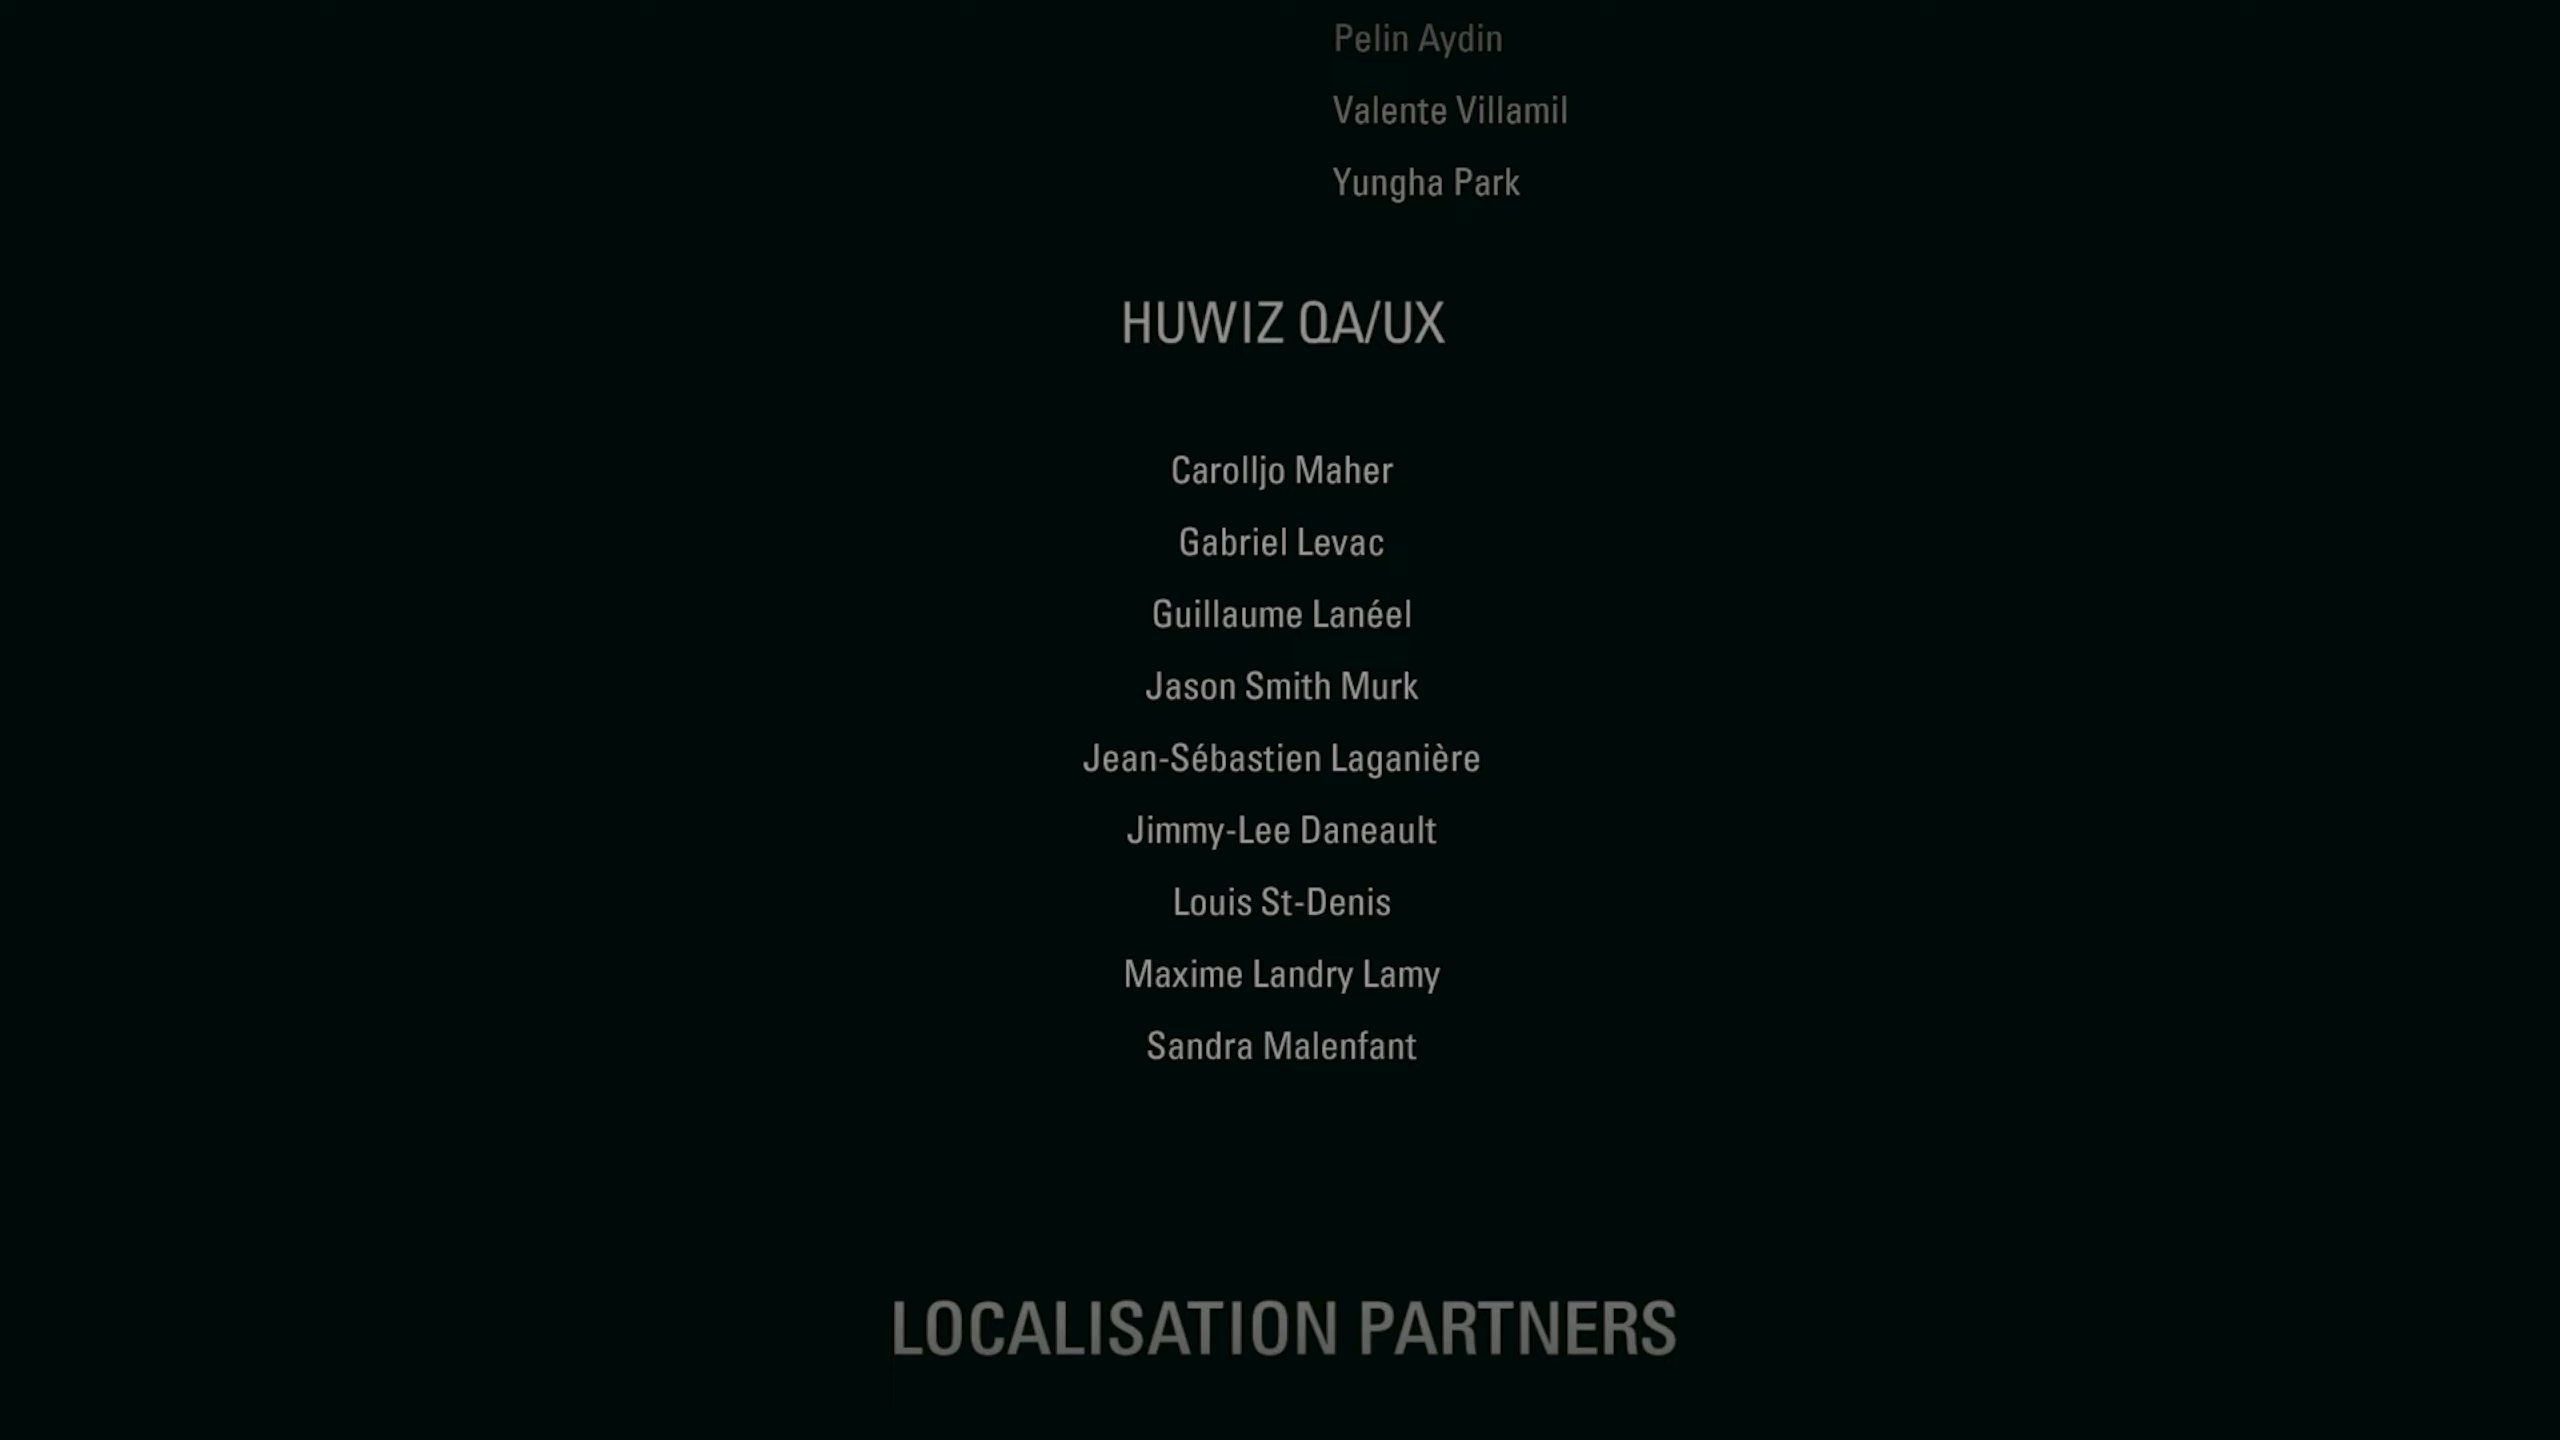 Pelin Aydin
Valente Villamil
Yungha Park
HUWIZ QA/UX
Carolljo Maher
Gabriel Levac
Guillaume Lanéel
Jason Smith Murk
Jean-Sébastien Laganière
Jimmy-Lee Daneault
Louis St-Denis
Maxime Landry Lamy
Sandra Malenfant
LOCALISATION PARTNERS